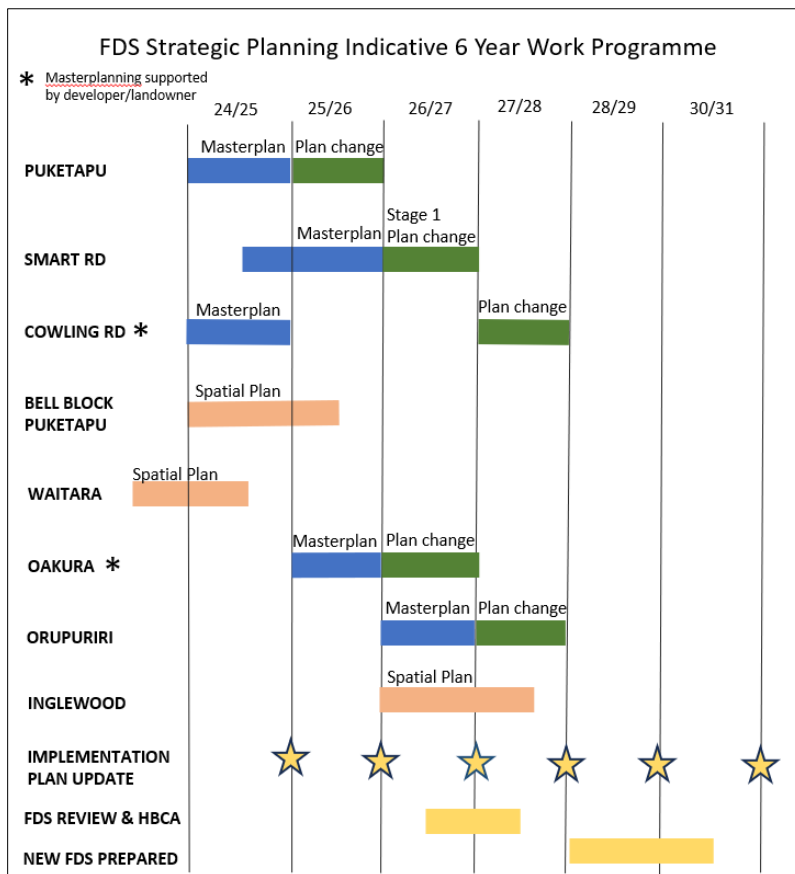 FDS Strategic Planning Indicative 6 Year Work Programme
* Masterplanning supported
by developer/landowner
24/25 25/26 26/27 27/28 28/29 30/31
Masterplan Plan change
PUKETAPU
Stage 1
Masterplan Plan change
SMART RD
Masterplan Plan change
COWLING RD *
Spatial Plan
BELL BLOCK
PUKETAPU
Spatial Plan
WAITARA
Masterplan Plan change
OAKURA *
Masterplan Plan change
ORUPURIRI
Spatial Plan
INGLEWOOD
IMPLEMENTATION
PLAN UPDATE
FDS REVIEW & HBCA
NEW FDS PREPARED